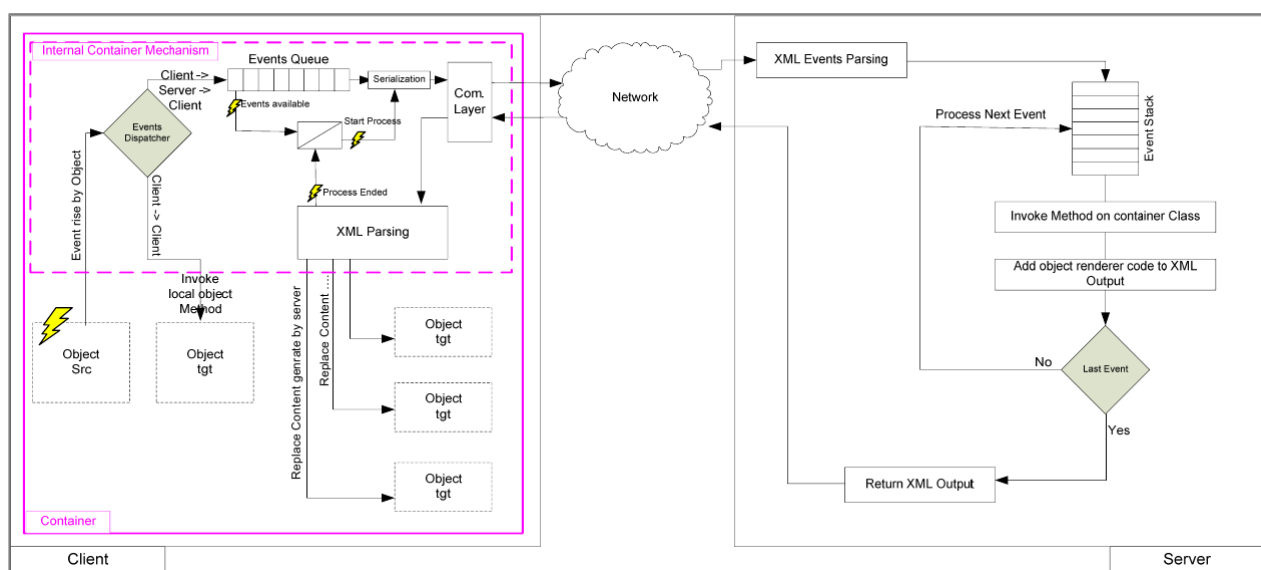 Internal Container Mechanism
Events Queue
Client ->
Server ->
Client
Serialization
Com.
Layer
Events available
Start Process
Events
Dispatcher
Event rise by Object
Client -> Client
Process Ended
XML Parsing
Invoke
local object
Method
Object
Src
Object
tgt
Replace Content genrate by server
Replace Content .....
Object
tgt
Object
tgt
Object
tgt
Container
Client
Network
XML Events Parsing
Process Next Event
Event Stack
Invoke Method on container Class
Add object renderer code to XML
Output
No
Last Event
Yes
Return XML Output
Server